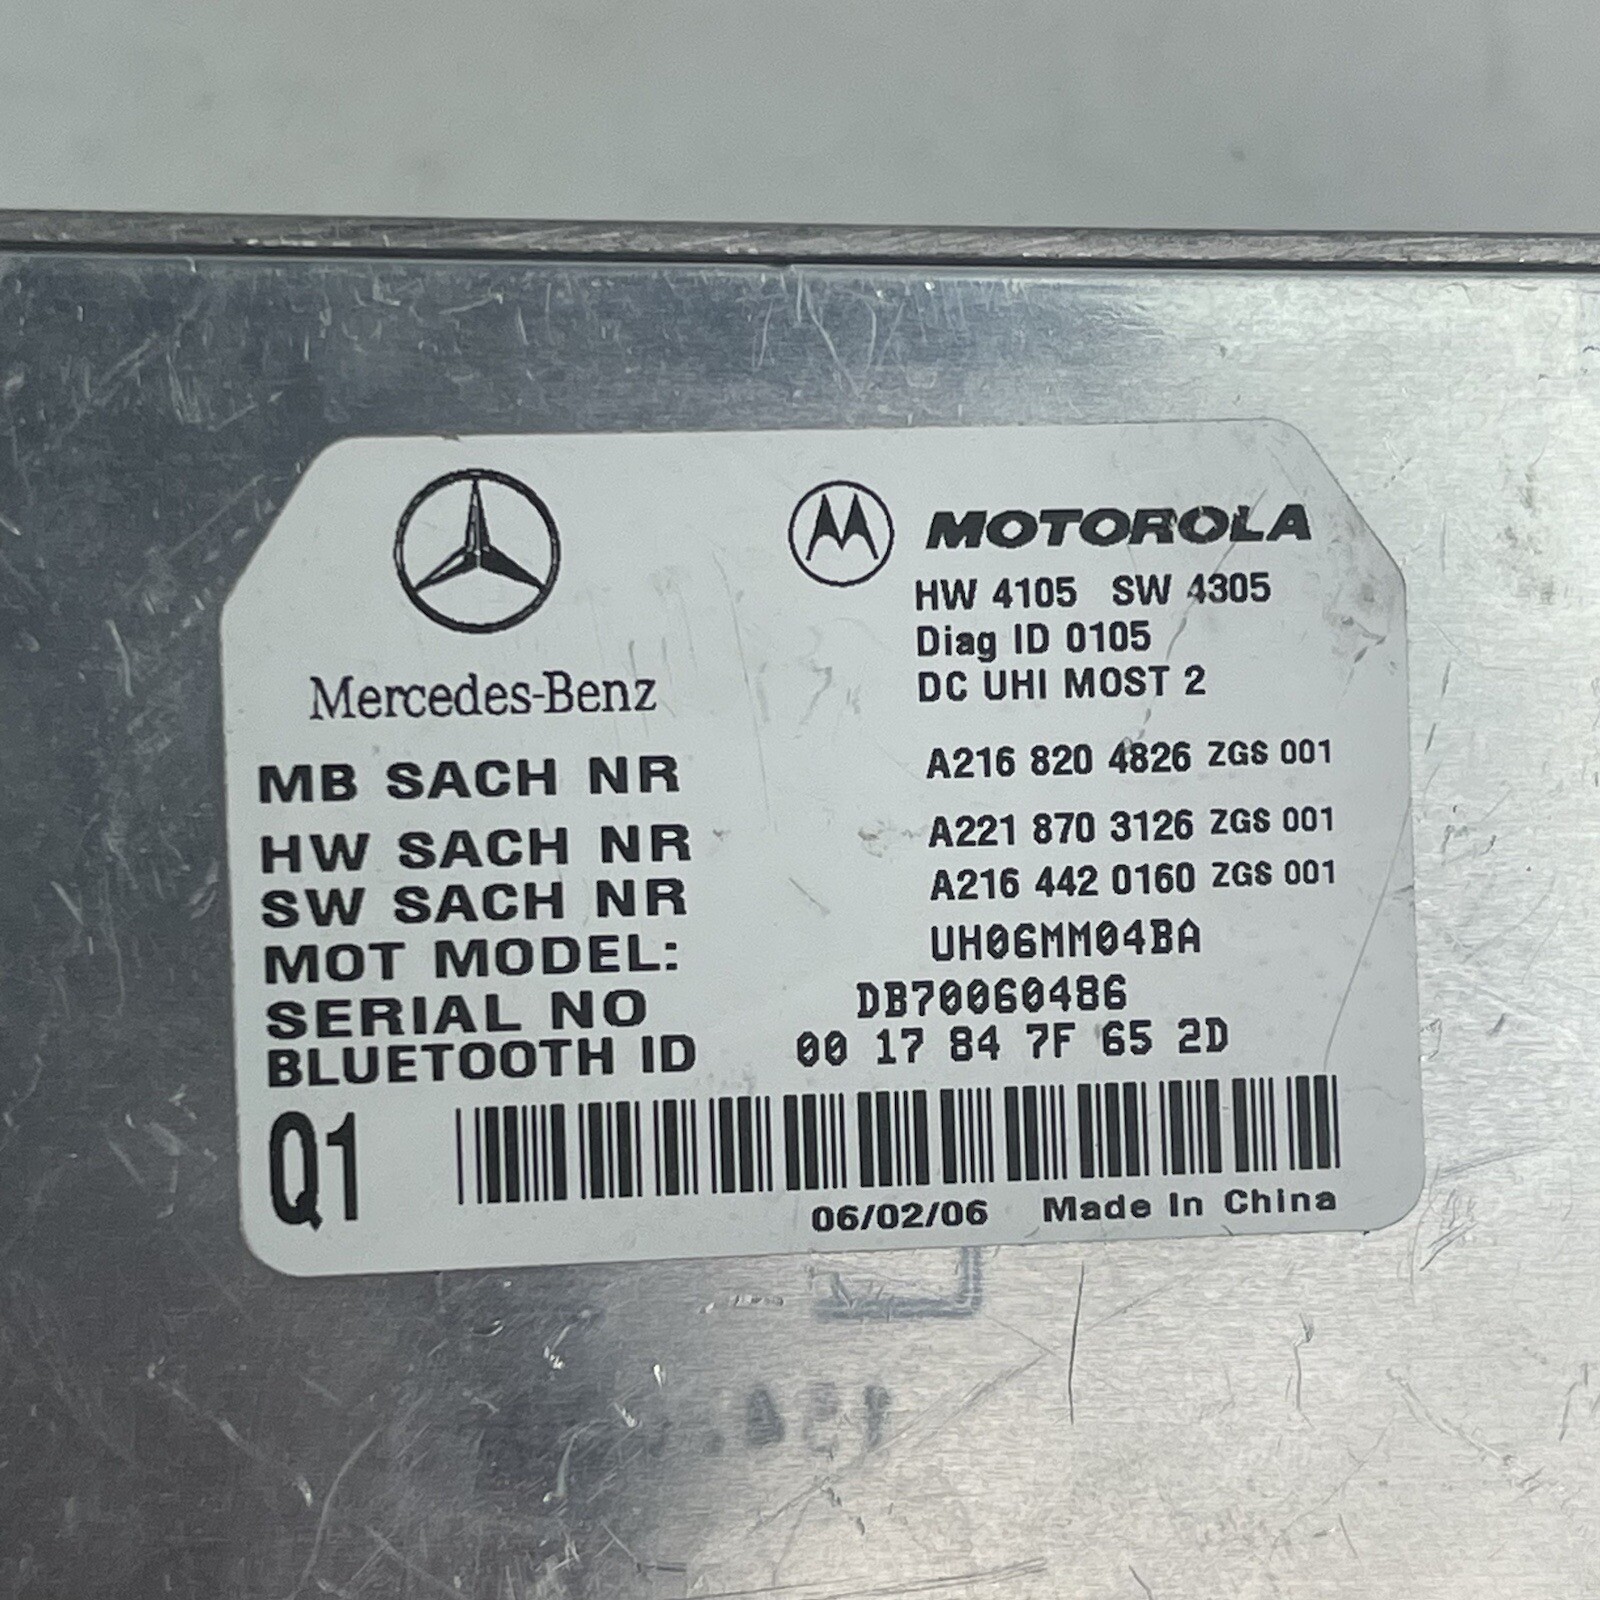 MOTOROLA
HW 4105 SW 4305
Diag ID 0105
DC UHI MOST 2
Mercedes-Benz
MB SACH NR A216 820 4826 ZGS 001
HW SACH NR A221 870 3126 ZGS 001
SW SACH NR A216 442 0160 ZGS 001
MOT MODEL: UH06MM04BA
SERIAL NO DB70060486
BLUETOOTH ID 00 17 84 7F 65 2D
Q1
06/02/06 Made In China